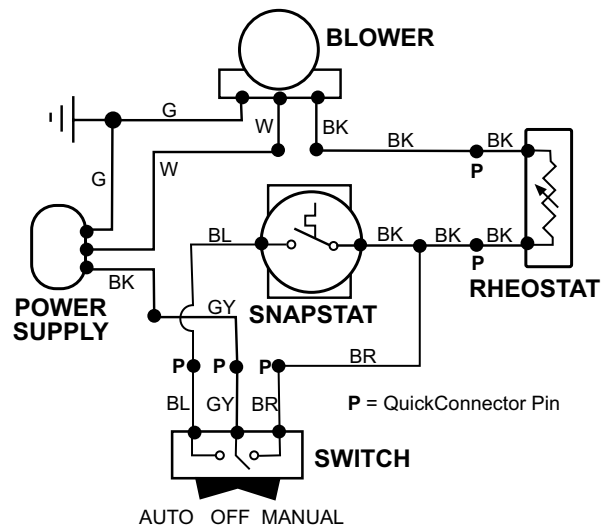 BLOWER
G
W
BK
BK
BK
P
G
W
BL
BK
BK
BK
P
RHEOSTAT
SNAPSTAT
POWER
SUPPLY
GY
BR
P
P
P
BL
GY
BR
P = QuickConnector Pin
SWITCH
AUTO OFF MANUAL